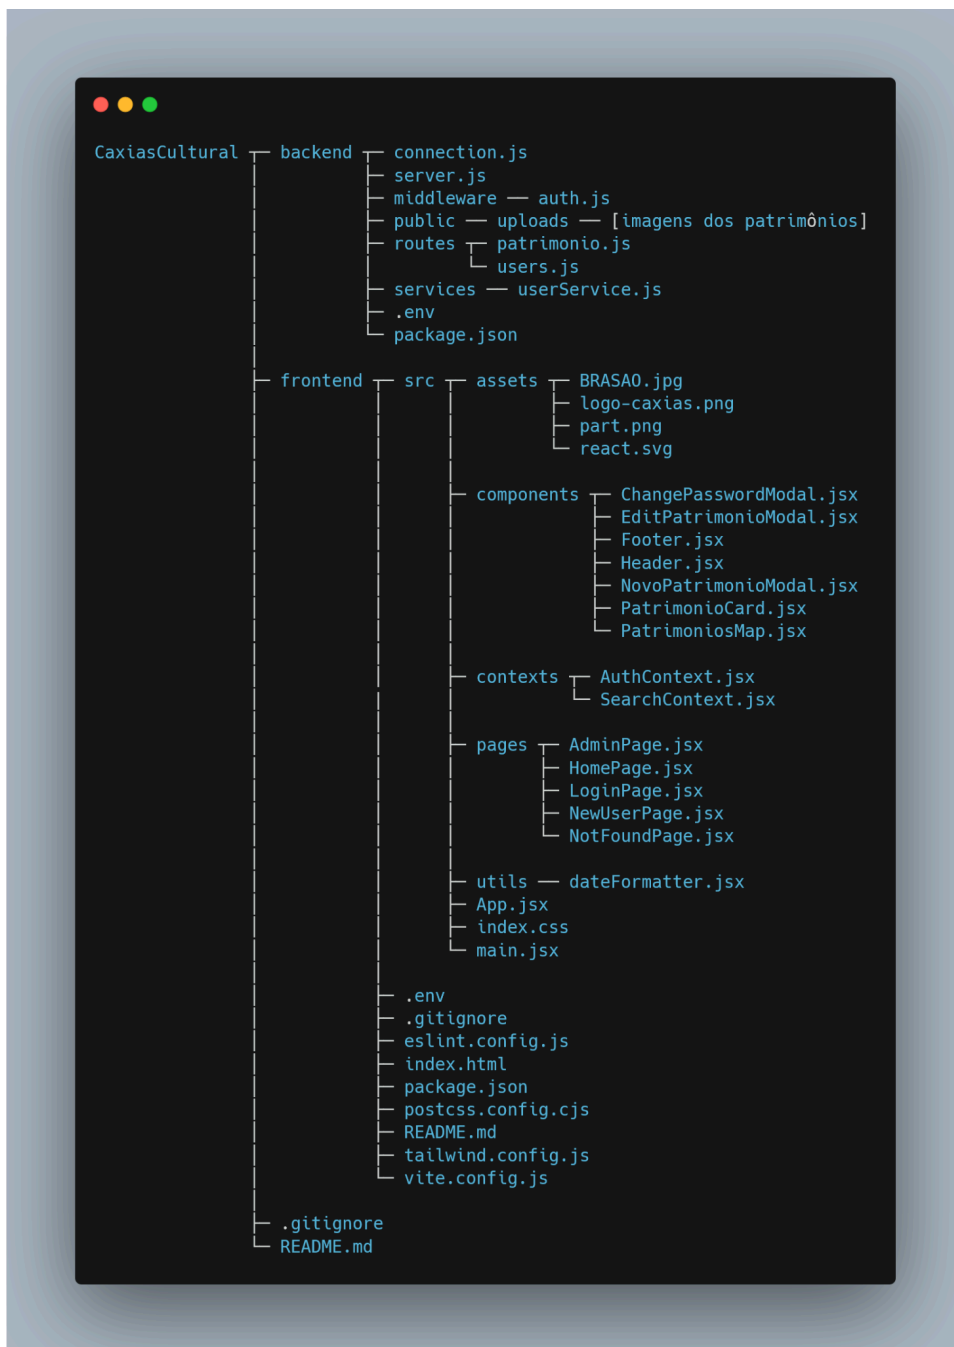 CaxiasCultural ┬─ backend ┬─ connection.js
├─ server.js
├─ middleware ── auth.js
├─ public ── uploads ── [imagens dos patrimônios]
├─ routes ┬─ patrimonio.js
└─ users.js
├─ services ── userService.js
├─ .env
└─ package.json
├─ frontend ┬─ src ┬─ assets ┬─ BRASAO.jpg
├─ logo-caxias.png
├─ part.png
└─ react.svg
├─ components ┬─ ChangePasswordModal.jsx
├─ EditPatrimonioModal.jsx
├─ Footer.jsx
├─ Header.jsx
├─ NovoPatrimonioModal.jsx
├─ PatrimonioCard.jsx
└─ PatrimoniosMap.jsx
├─ contexts ┬─ AuthContext.jsx
└─ SearchContext.jsx
├─ pages ┬─ AdminPage.jsx
├─ HomePage.jsx
├─ LoginPage.jsx
├─ NewUserPage.jsx
└─ NotFoundPage.jsx
├─ utils ── dateFormatter.jsx
├─ App.jsx
├─ index.css
└─ main.jsx
├─ .env
├─ .gitignore
├─ eslint.config.js
├─ index.html
├─ package.json
├─ postcss.config.cjs
├─ README.md
├─ tailwind.config.js
└─ vite.config.js
├─ .gitignore
└─ README.md